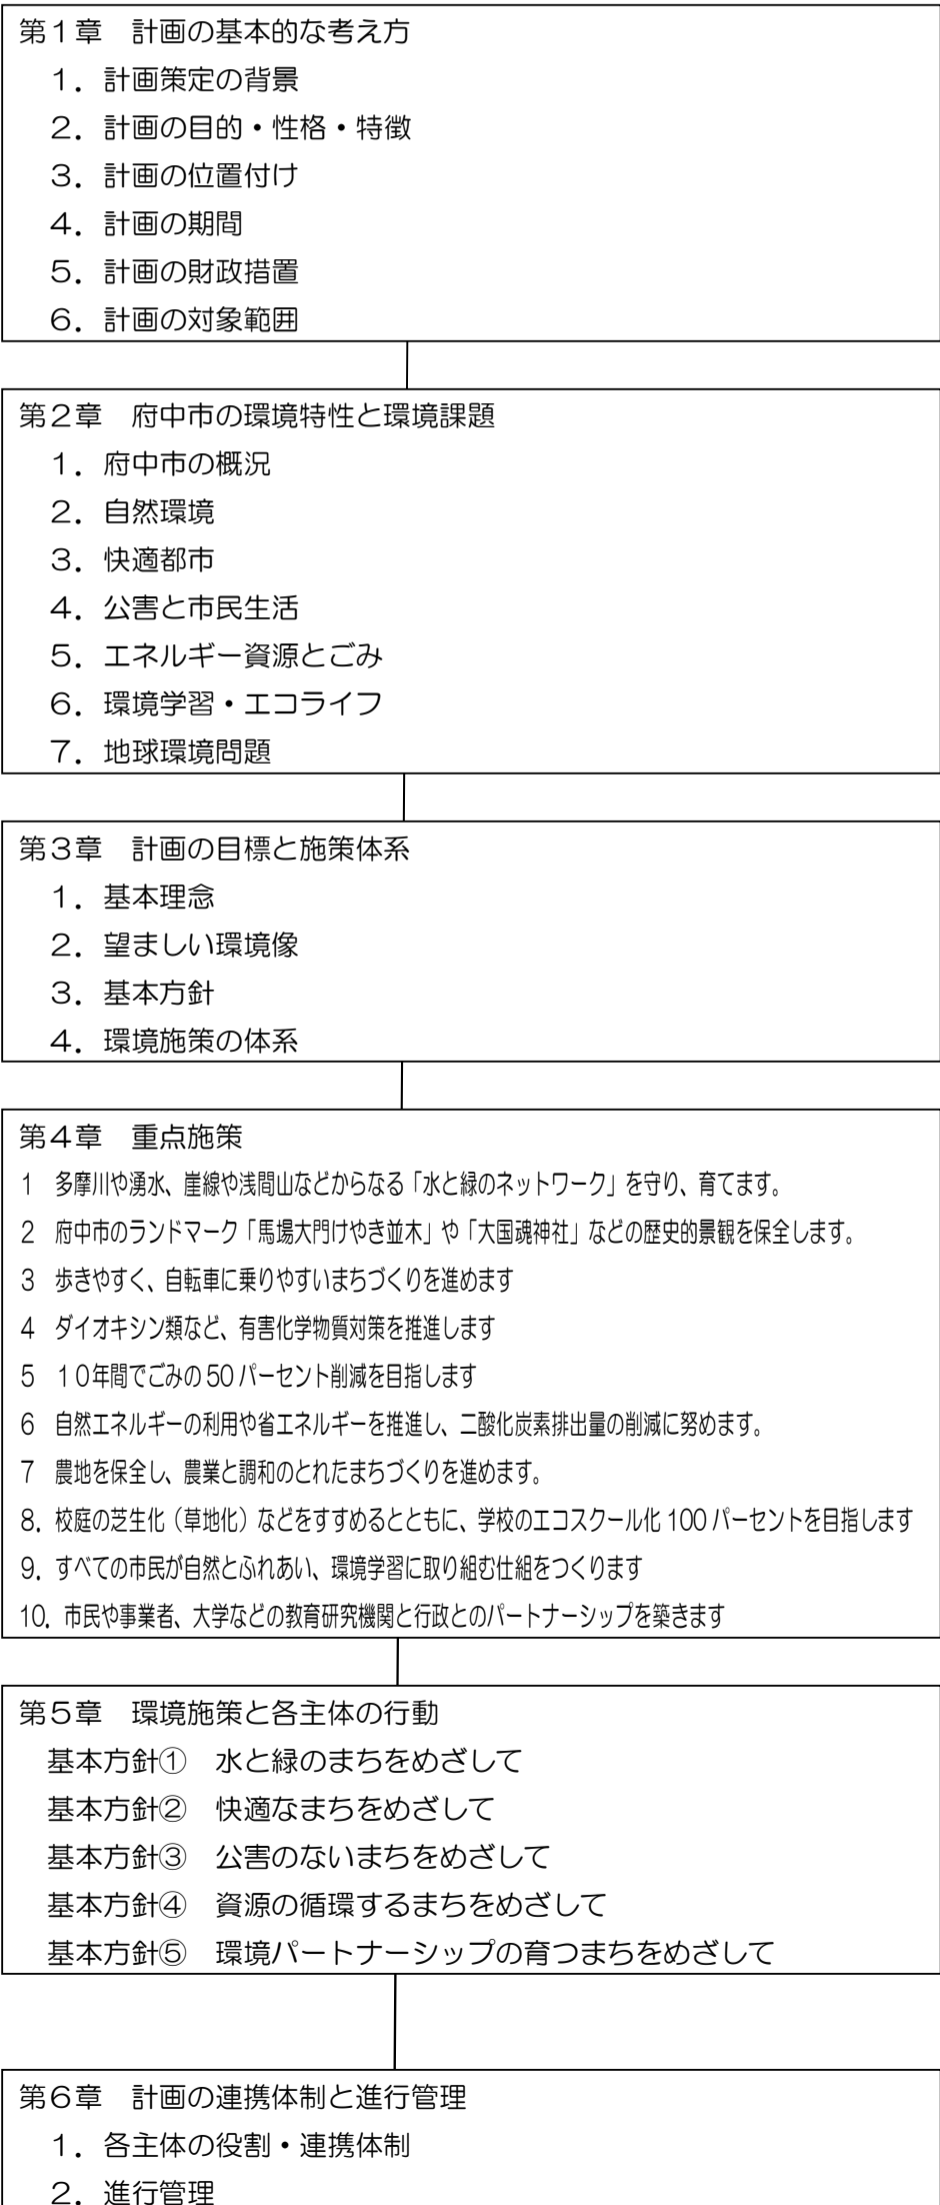 第1章　計画の基本的な考え方
1．計画策定の背景
2．計画の目的・性格・特徴
3．計画の位置付け
4．計画の期間
5．計画の財政措置
6．計画の対象範囲
第2章　府中市の環境特性と環境課題
1．府中市の概況
2．自然環境
3．快適都市
4．公害と市民生活
5．エネルギー資源とごみ
6．環境学習・エコライフ
7．地球環境問題
第3章　計画の目標と施策体系
1．基本理念
2．望ましい環境像
3．基本方針
4．環境施策の体系
第4章　重点施策
1　多摩川や湧水、崖線や浅間山などからなる「水と緑のネットワーク」を守り、育てます。
2　府中市のランドマーク「馬場大門けやき並木」や「大国魂神社」などの歴史的景観を保全します。
3　歩きやすく、自転車に乗りやすいまちづくりを進めます
4　ダイオキシン類など、有害化学物質対策を推進します
5　10年間でごみの50パーセント削減を目指します
6　自然エネルギーの利用や省エネルギーを推進し、二酸化炭素排出量の削減に努めます。
7　農地を保全し、農業と調和のとれたまちづくりを進めます。
8．校庭の芝生化（草地化）などをすすめるとともに、学校のエコスクール化100パーセントを目指します
9．すべての市民が自然とふれあい、環境学習に取り組む仕組をつくります
10．市民や事業者、大学などの教育研究機関と行政とのパートナーシップを築きます
第5章　環境施策と各主体の行動
基本方針①　水と緑のまちをめざして
基本方針②　快適なまちをめざして
基本方針③　公害のないまちをめざして
基本方針④　資源の循環するまちをめざして
基本方針⑤　環境パートナーシップの育つまちをめざして
第6章　計画の連携体制と進行管理
1．各主体の役割・連携体制
2．進行管理